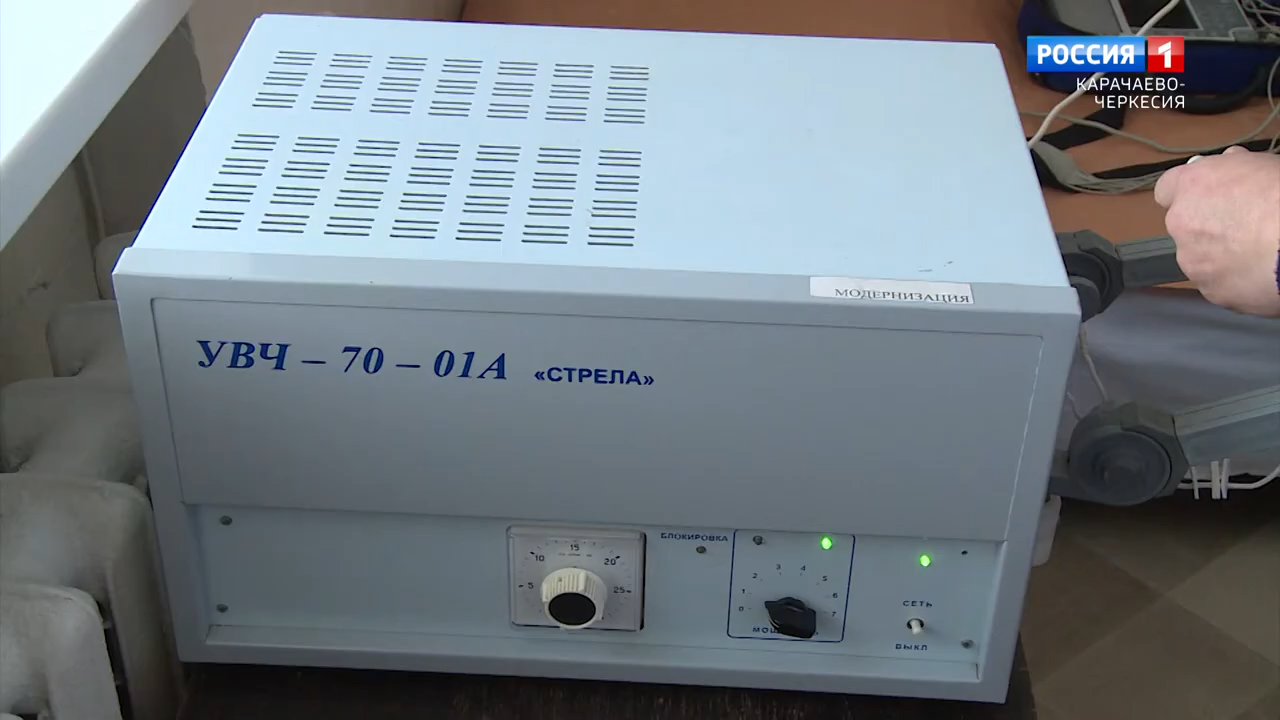 РОССИЯ 1
КАРАЧАЕВО-
ЧЕРКЕСИЯ
МОДЕРНИЗАЦИЯ
УВЧ – 70 – 01А «СТРЕЛА»
БЛОКИРОВКА
5 10 15 20 25
0 1 2 3 4 5 6 7
СЕТЬ
ВЫКЛ